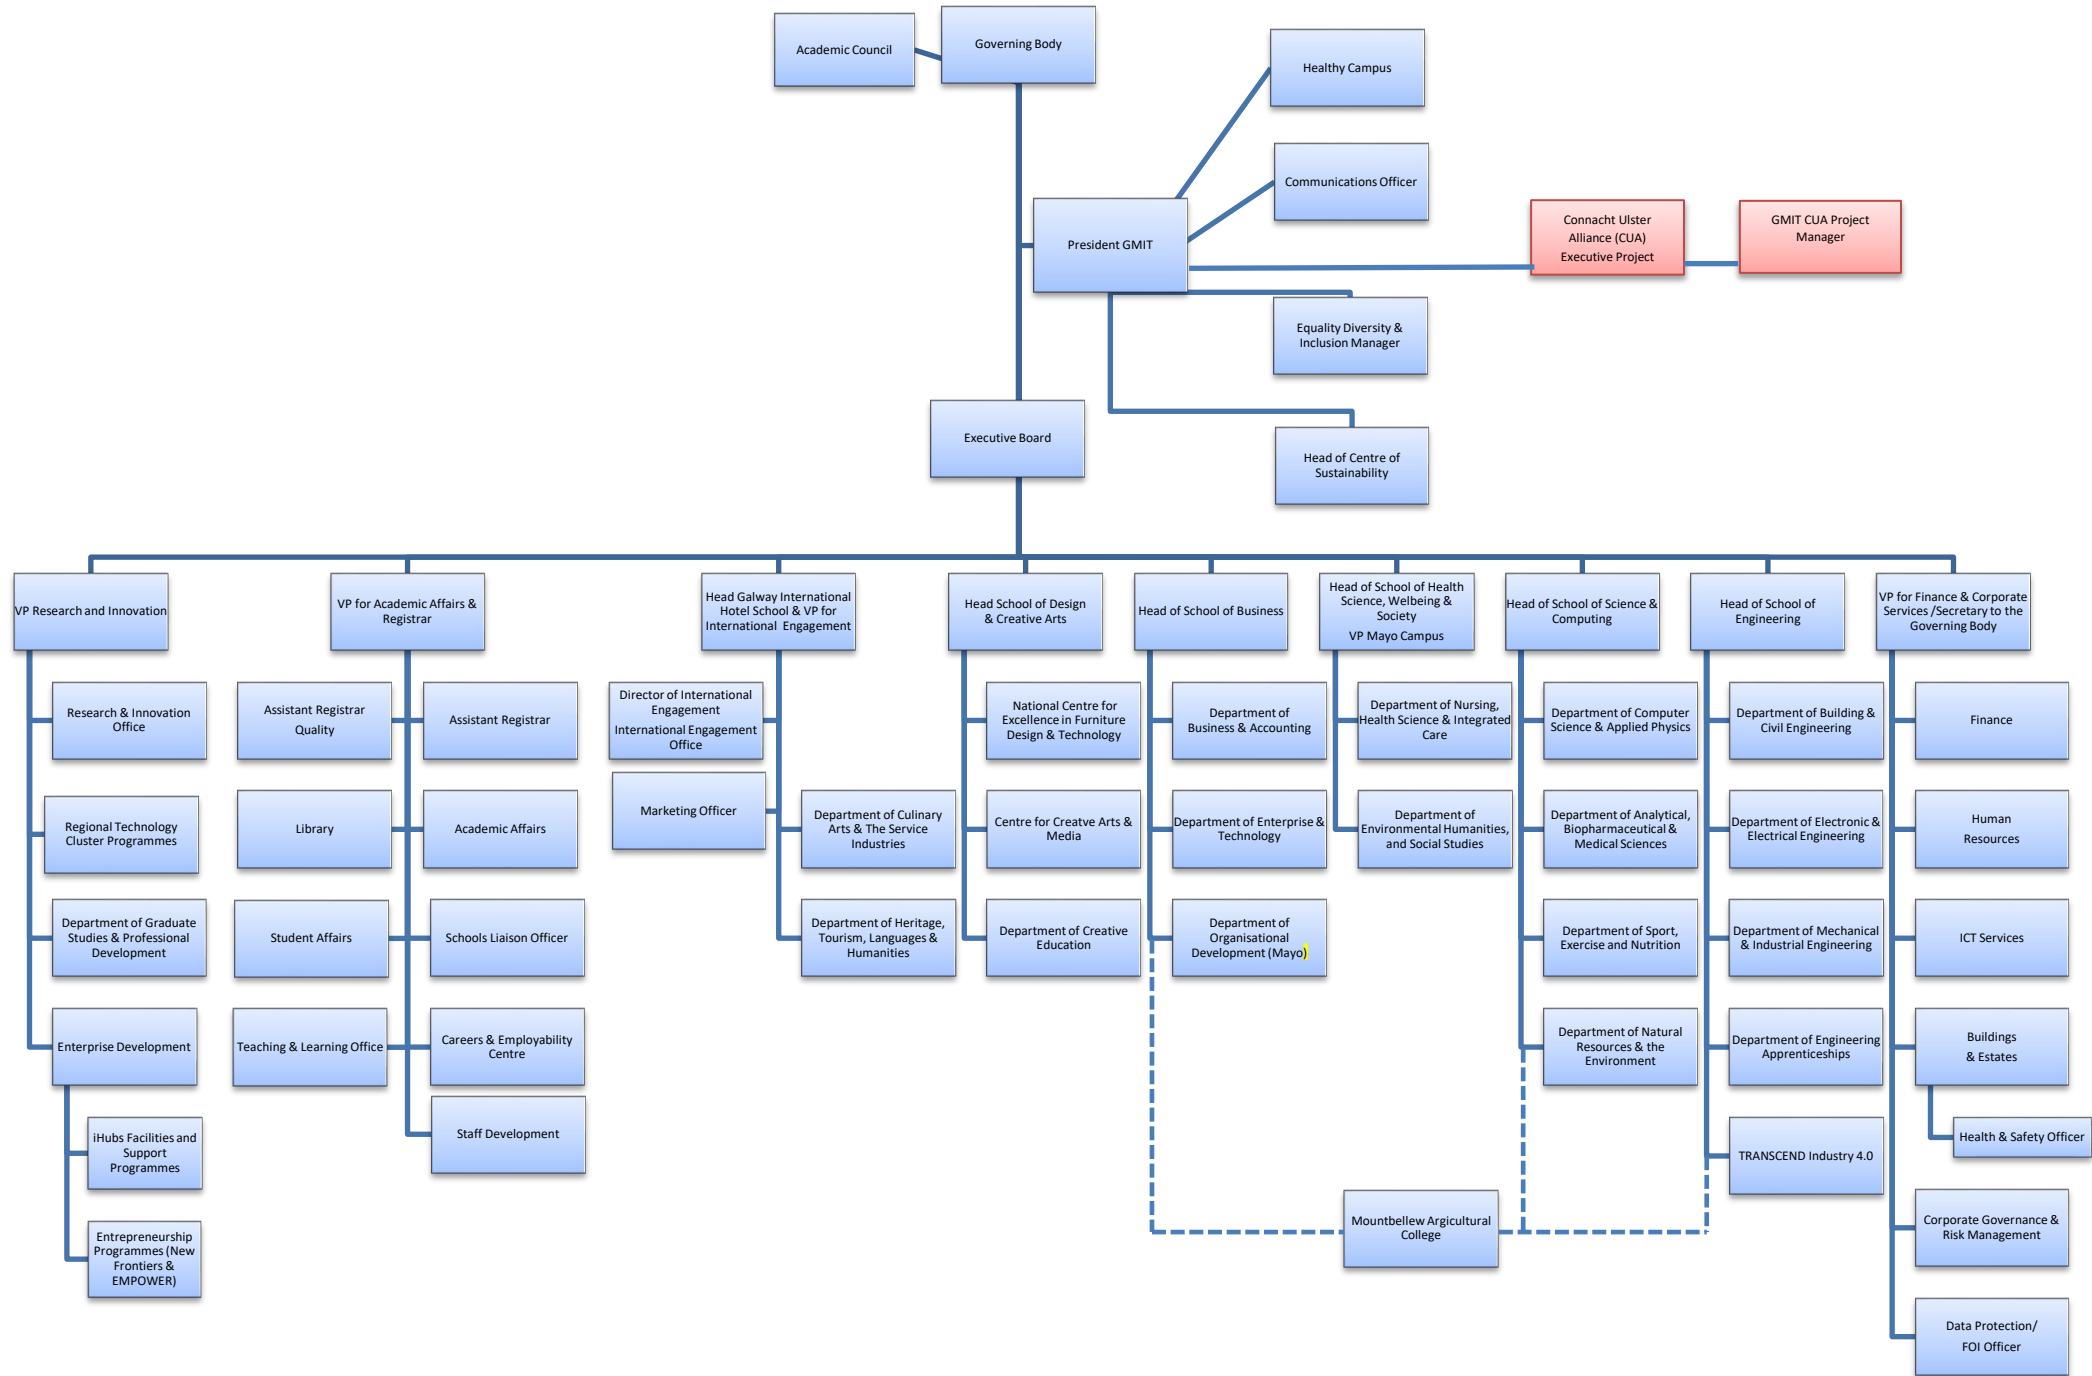 Academic Council
Governing Body
Healthy Campus
Communications Officer
President GMIT
Connacht Ulster
Alliance (CUA)
Executive Project
GMIT CUA Project
Manager
Equality Diversity &
Inclusion Manager
Executive Board
Head of Centre of
Sustainability
VP Research and Innovation
VP for Academic Affairs &
Registrar
Head Galway International
Hotel School & VP for
International Engagement
Head School of Design
& Creative Arts
Head of School of Business
Head of School of Health
Science, Welbeing &
Society
VP Mayo Campus
Head of School of Science &
Computing
Head of School of
Engineering
VP for Finance & Corporate
Services /Secretary to the
Governing Body
Research & Innovation
Office
Assistant Registrar
Quality
Assistant Registrar
Director of International
Engagement
International Engagement
Office
National Centre for
Excellence in Furniture
Design & Technology
Department of
Business & Accounting
Department of Nursing,
Health Science & Integrated
Care
Department of Computer
Science & Applied Physics
Department of Building &
Civil Engineering
Finance
Regional Technology
Cluster Programmes
Library
Academic Affairs
Marketing Officer
Department of Culinary
Arts & The Service
Industries
Centre for Creatve Arts &
Media
Department of Enterprise &
Technology
Department of
Environmental Humanities,
and Social Studies
Department of Analytical,
Biopharmaceutical &
Medical Sciences
Department of Electronic &
Electrical Engineering
Human
Resources
Department of Graduate
Studies & Professional
Development
Student Affairs
Schools Liaison Officer
Department of Heritage,
Tourism, Languages &
Humanities
Department of Creative
Education
Department of
Organisational
Development (Mayo)
Department of Sport,
Exercise and Nutrition
Department of Mechanical
& Industrial Engineering
ICT Services
Enterprise Development
Teaching & Learning Office
Careers & Employability
Centre
Department of Natural
Resources & the
Environment
Department of Engineering
Apprenticeships
Buildings
& Estates
iHubs Facilities and
Support
Programmes
Staff Development
TRANSCEND Industry 4.0
Health & Safety Officer
Entrepreneurship
Programmes (New
Frontiers &
EMPOWER)
Mountbellew Argicultural
College
Corporate Governance &
Risk Management
Data Protection/
FOI Officer